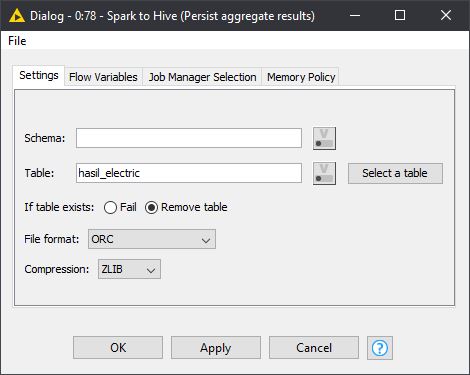 Dialog - 0:78 - Spark to Hive (Persist aggregate results)
File
Settings Flow Variables Job Manager Selection Memory Policy
Schema:
Table: hasil_electric Select a table
If table exists: Fail Remove table
File format: ORC
Compression: ZLIB
OK Apply Cancel ?